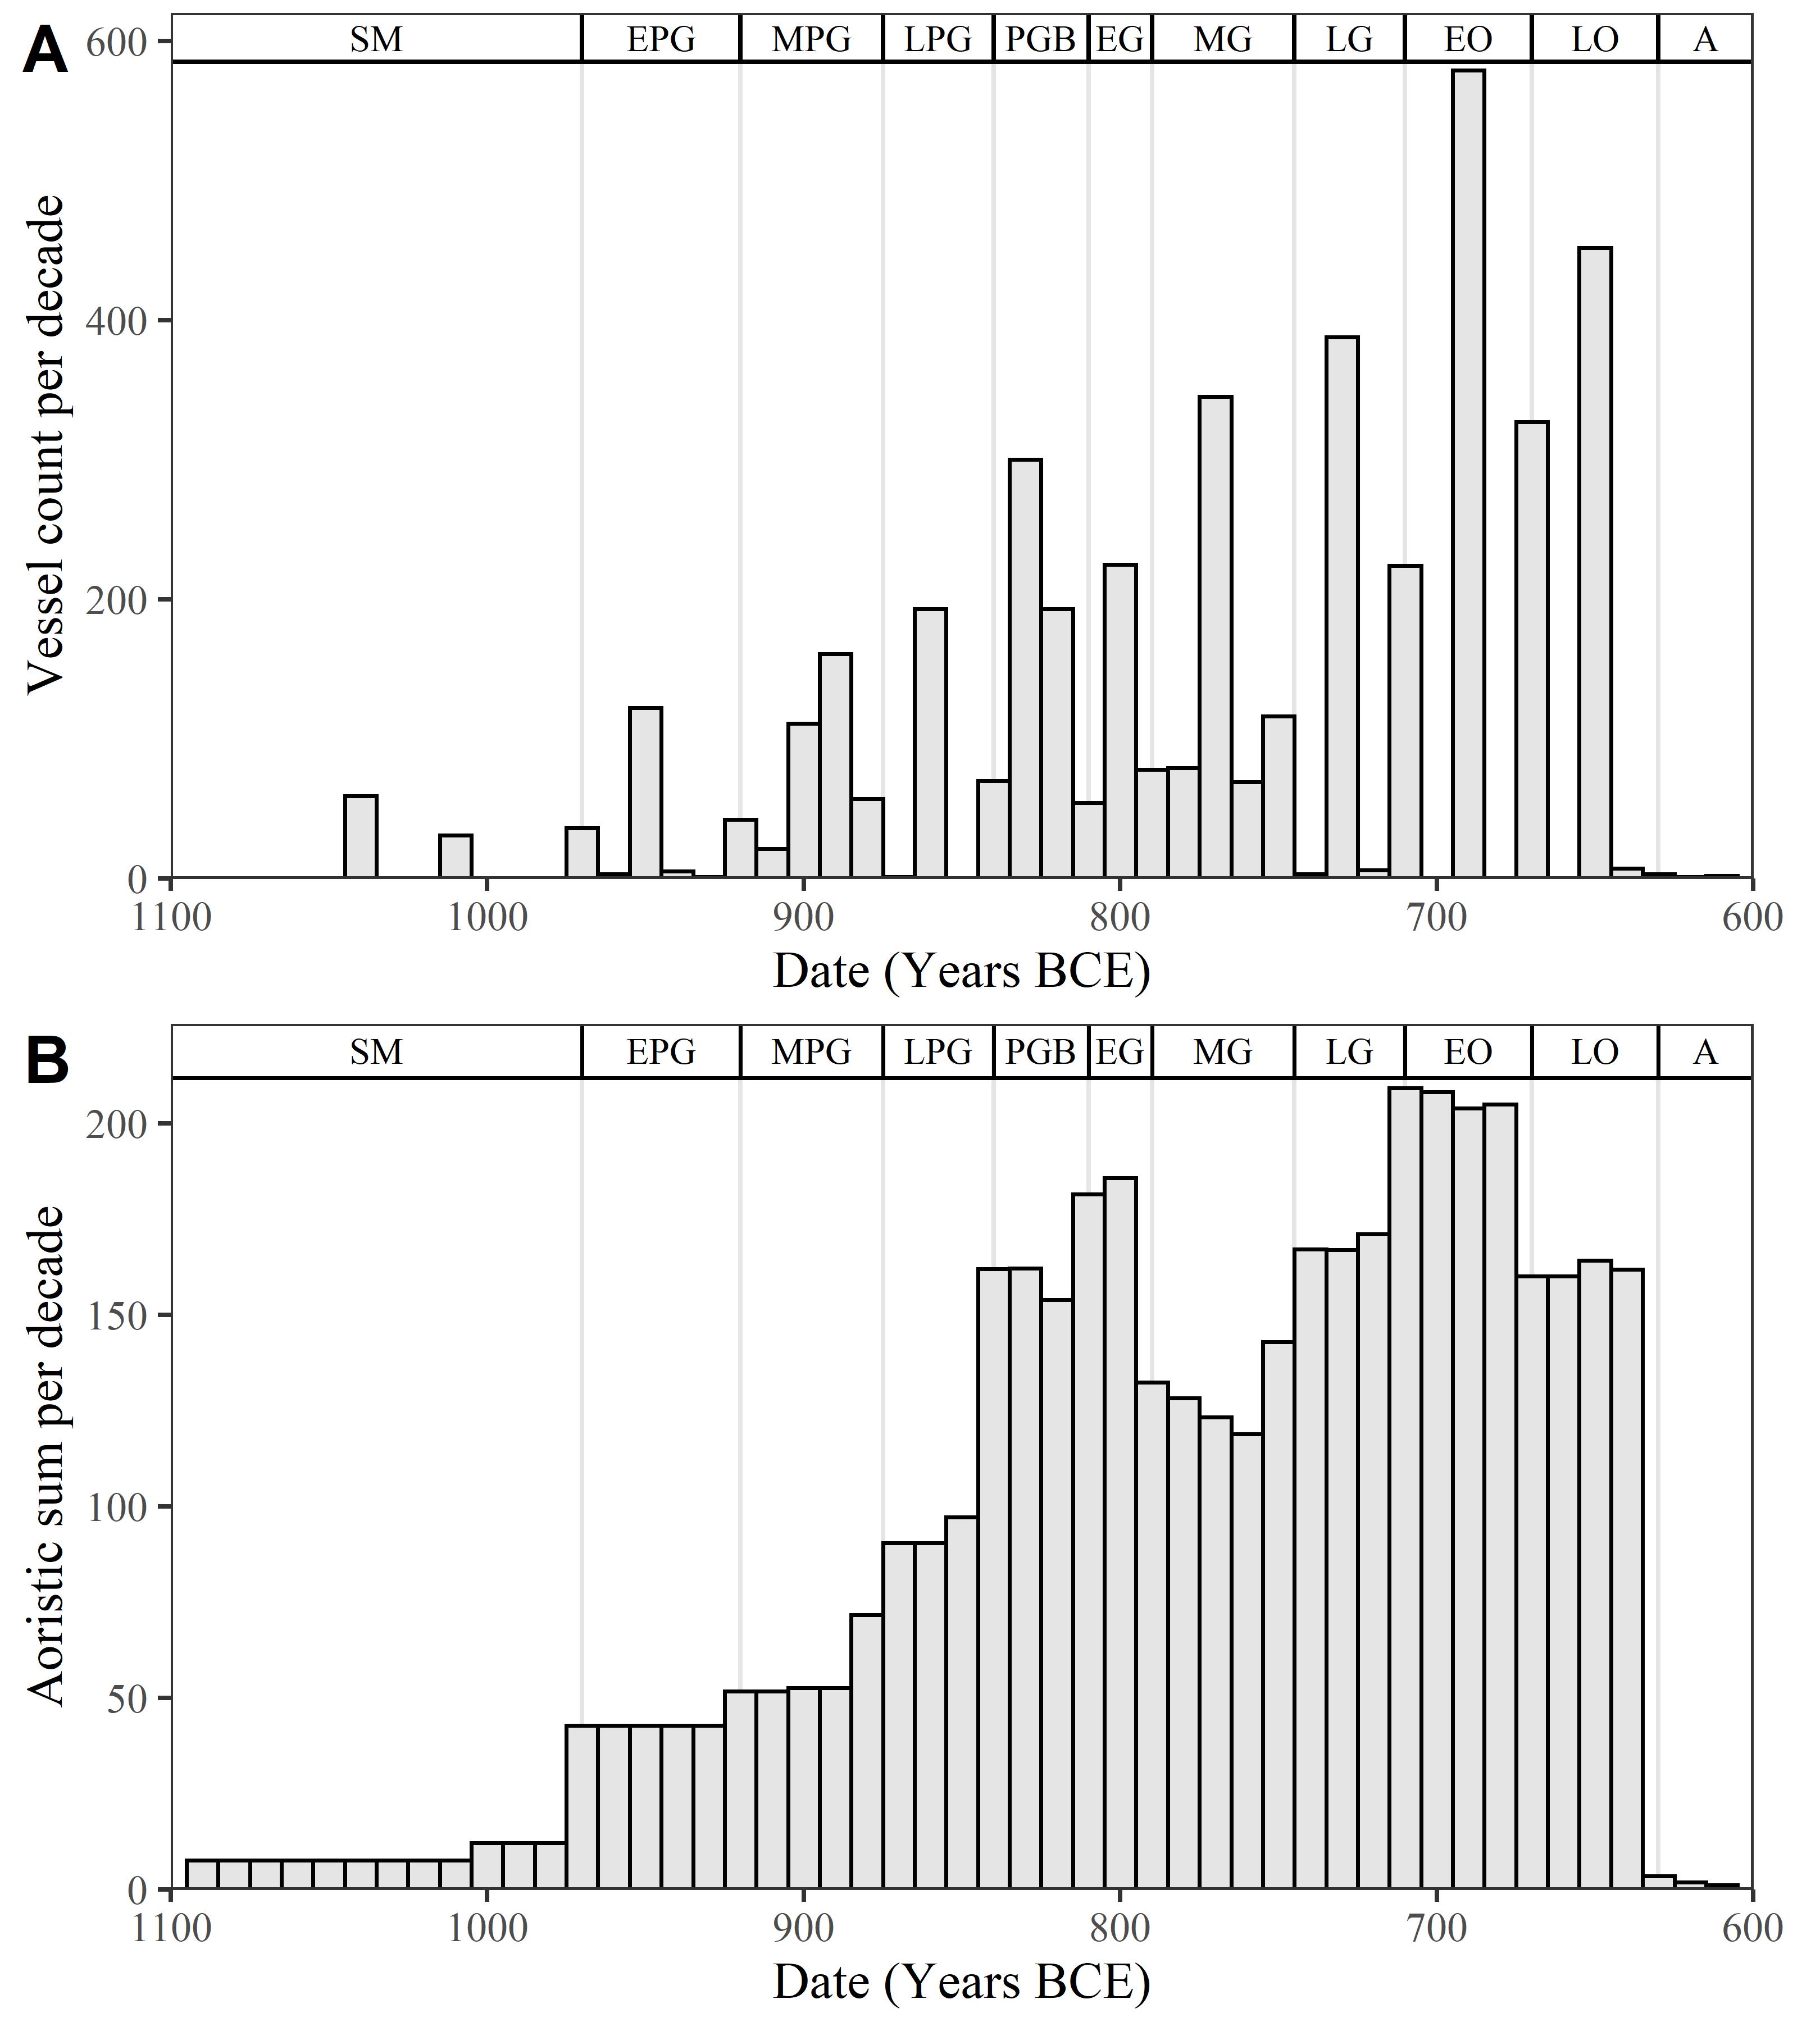 A
SM EPG MPG LPG PGB EG MG LG EO LO A
600
400
200
0
Vessel count per decade
1100 1000 900 800 700 600
Date (Years BCE)
B
SM EPG MPG LPG PGB EG MG LG EO LO A
200
150
100
50
0
Aoristic sum per decade
1100 1000 900 800 700 600
Date (Years BCE)